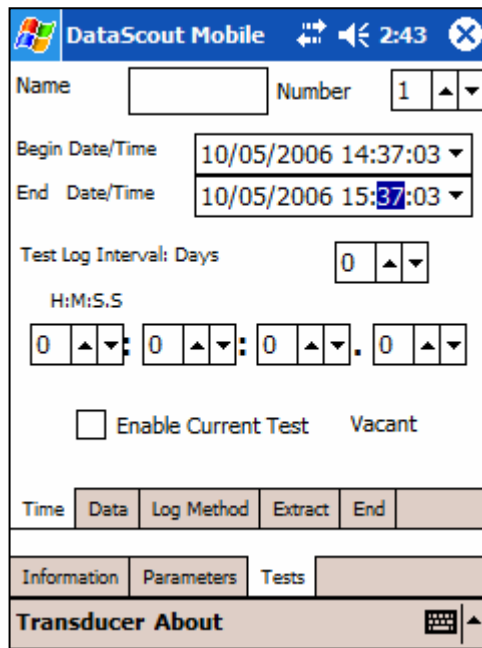 DataScout Mobile 2:43
Name Number 1
Begin Date/Time 10/05/2006 14:37:03
End Date/Time 10/05/2006 15:37:03
Test Log Interval: Days 0
H:M:S.S
0 : 0 : 0 . 0
Enable Current Test Vacant
Time Data Log Method Extract End
Information Parameters Tests
Transducer About